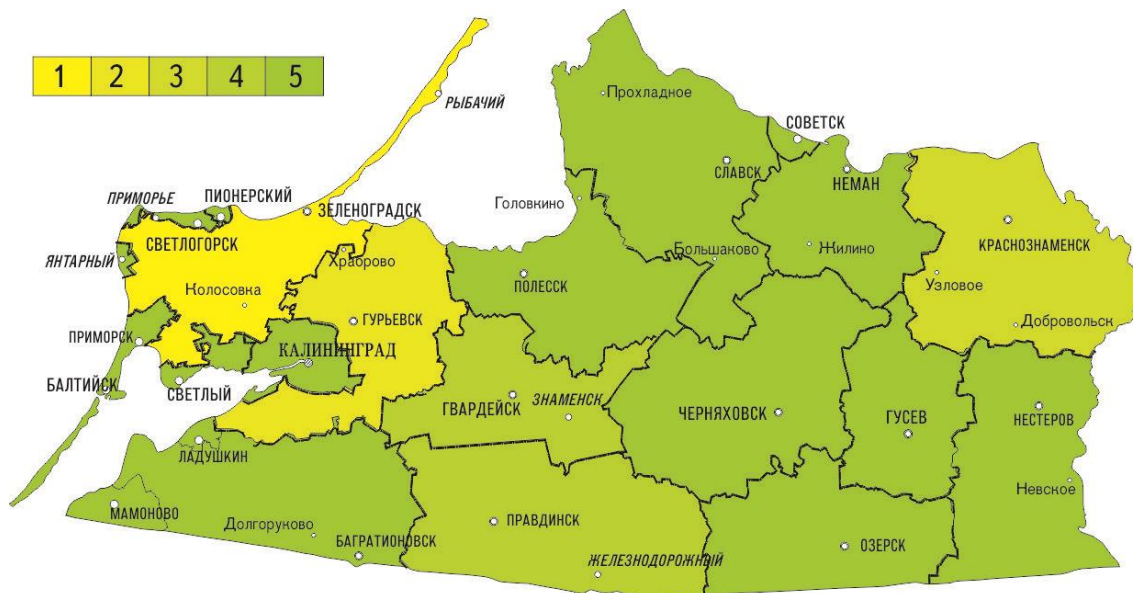 1 2 3 4 5
Прохладное
РЫБАЧИЙ
СОВЕТСК
СЛАВСК
НЕМАН
ПРИМОРЬЕ
ПИОНЕРСКИЙ
Головкино
ЗЕЛЕНОГРАДСК
КРАСНОЗНАМЕНСК
СВЕТЛОГОРСК
Большаково
Жилино
Храброво
ЯНТАРНЫЙ
ПОЛЕССК
Узловое
Колосовка
ГУРЬЕВСК
Добровольск
ПРИМОРСК
КАЛИНИНГРАД
БАЛТИЙСК
СВЕТЛЫЙ
ГВАРДЕЙСК
ЗНАМЕНСК
ЧЕРНЯХОВСК
ГУСЕВ
НЕСТЕРОВ
ЛАДУШКИН
Невское
МАМОНОВО
Долгоруково
ПРАВДИНСК
БАГРАТИОНОВСК
ОЗЕРСК
ЖЕЛЕЗНОДОРОЖНЫЙ